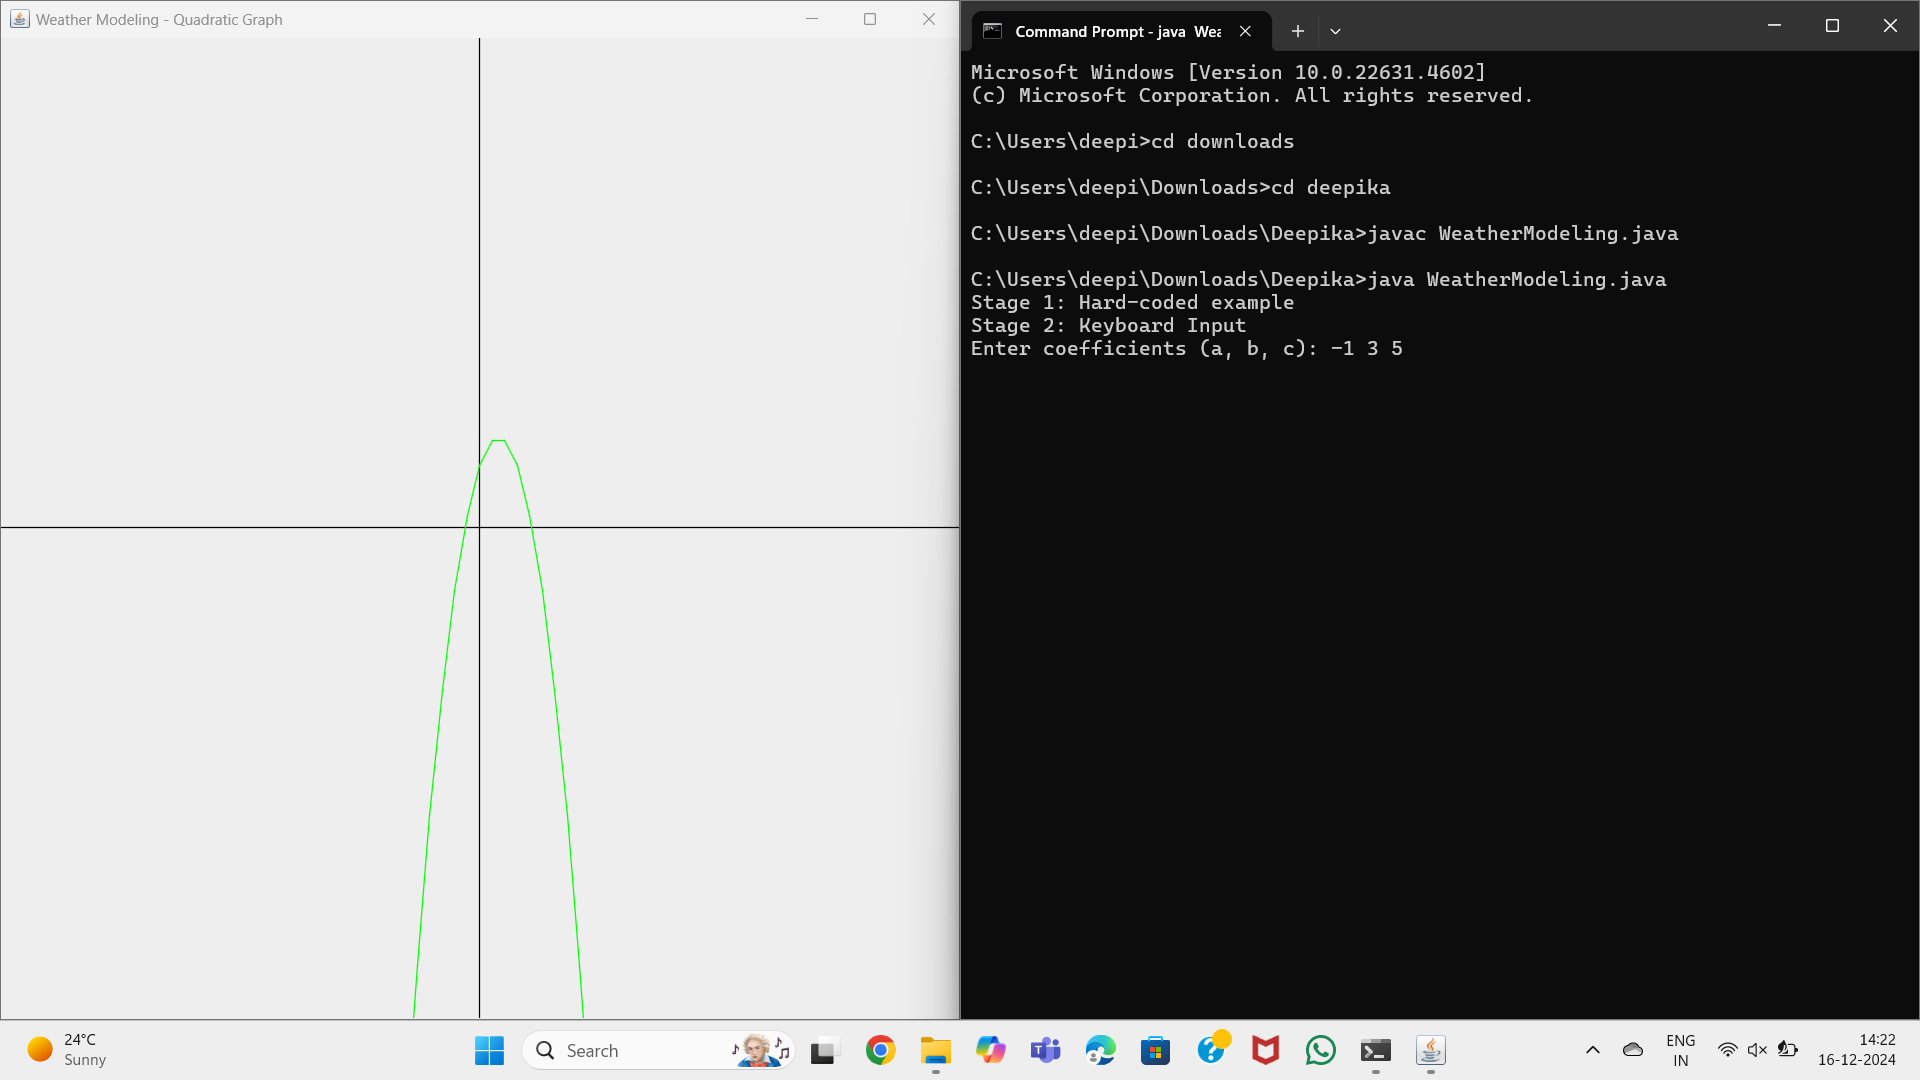 Weather Modeling - Quadratic Graph
Command Prompt - java Wea
Microsoft Windows [Version 10.0.22631.4602]
(c) Microsoft Corporation. All rights reserved.
C:\Users\deepi>cd downloads
C:\Users\deepi\Downloads>cd deepika
C:\Users\deepi\Downloads\Deepika>javac WeatherModeling.java
C:\Users\deepi\Downloads\Deepika>java WeatherModeling.java
Stage 1: Hard-coded example
Stage 2: Keyboard Input
Enter coefficients (a, b, c): -1 3 5
24°C
Sunny
Search
ENG
IN
14:22
16-12-2024